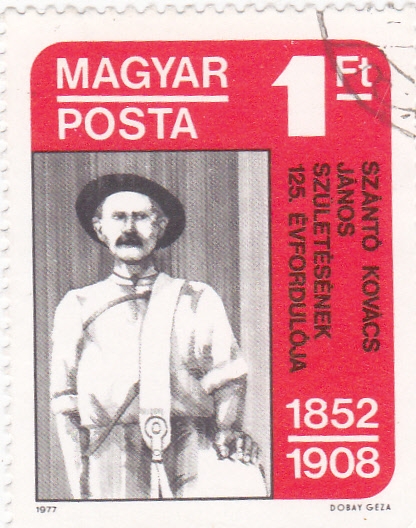 MAGYAR
POSTA
1 Ft
SZÁNTÓ KOVÁCS
JÁNOS
SZÜLETÉSÉNEK
125. ÉVFORDULÓJA
1852
1908
1977
DOBAY GÉZA